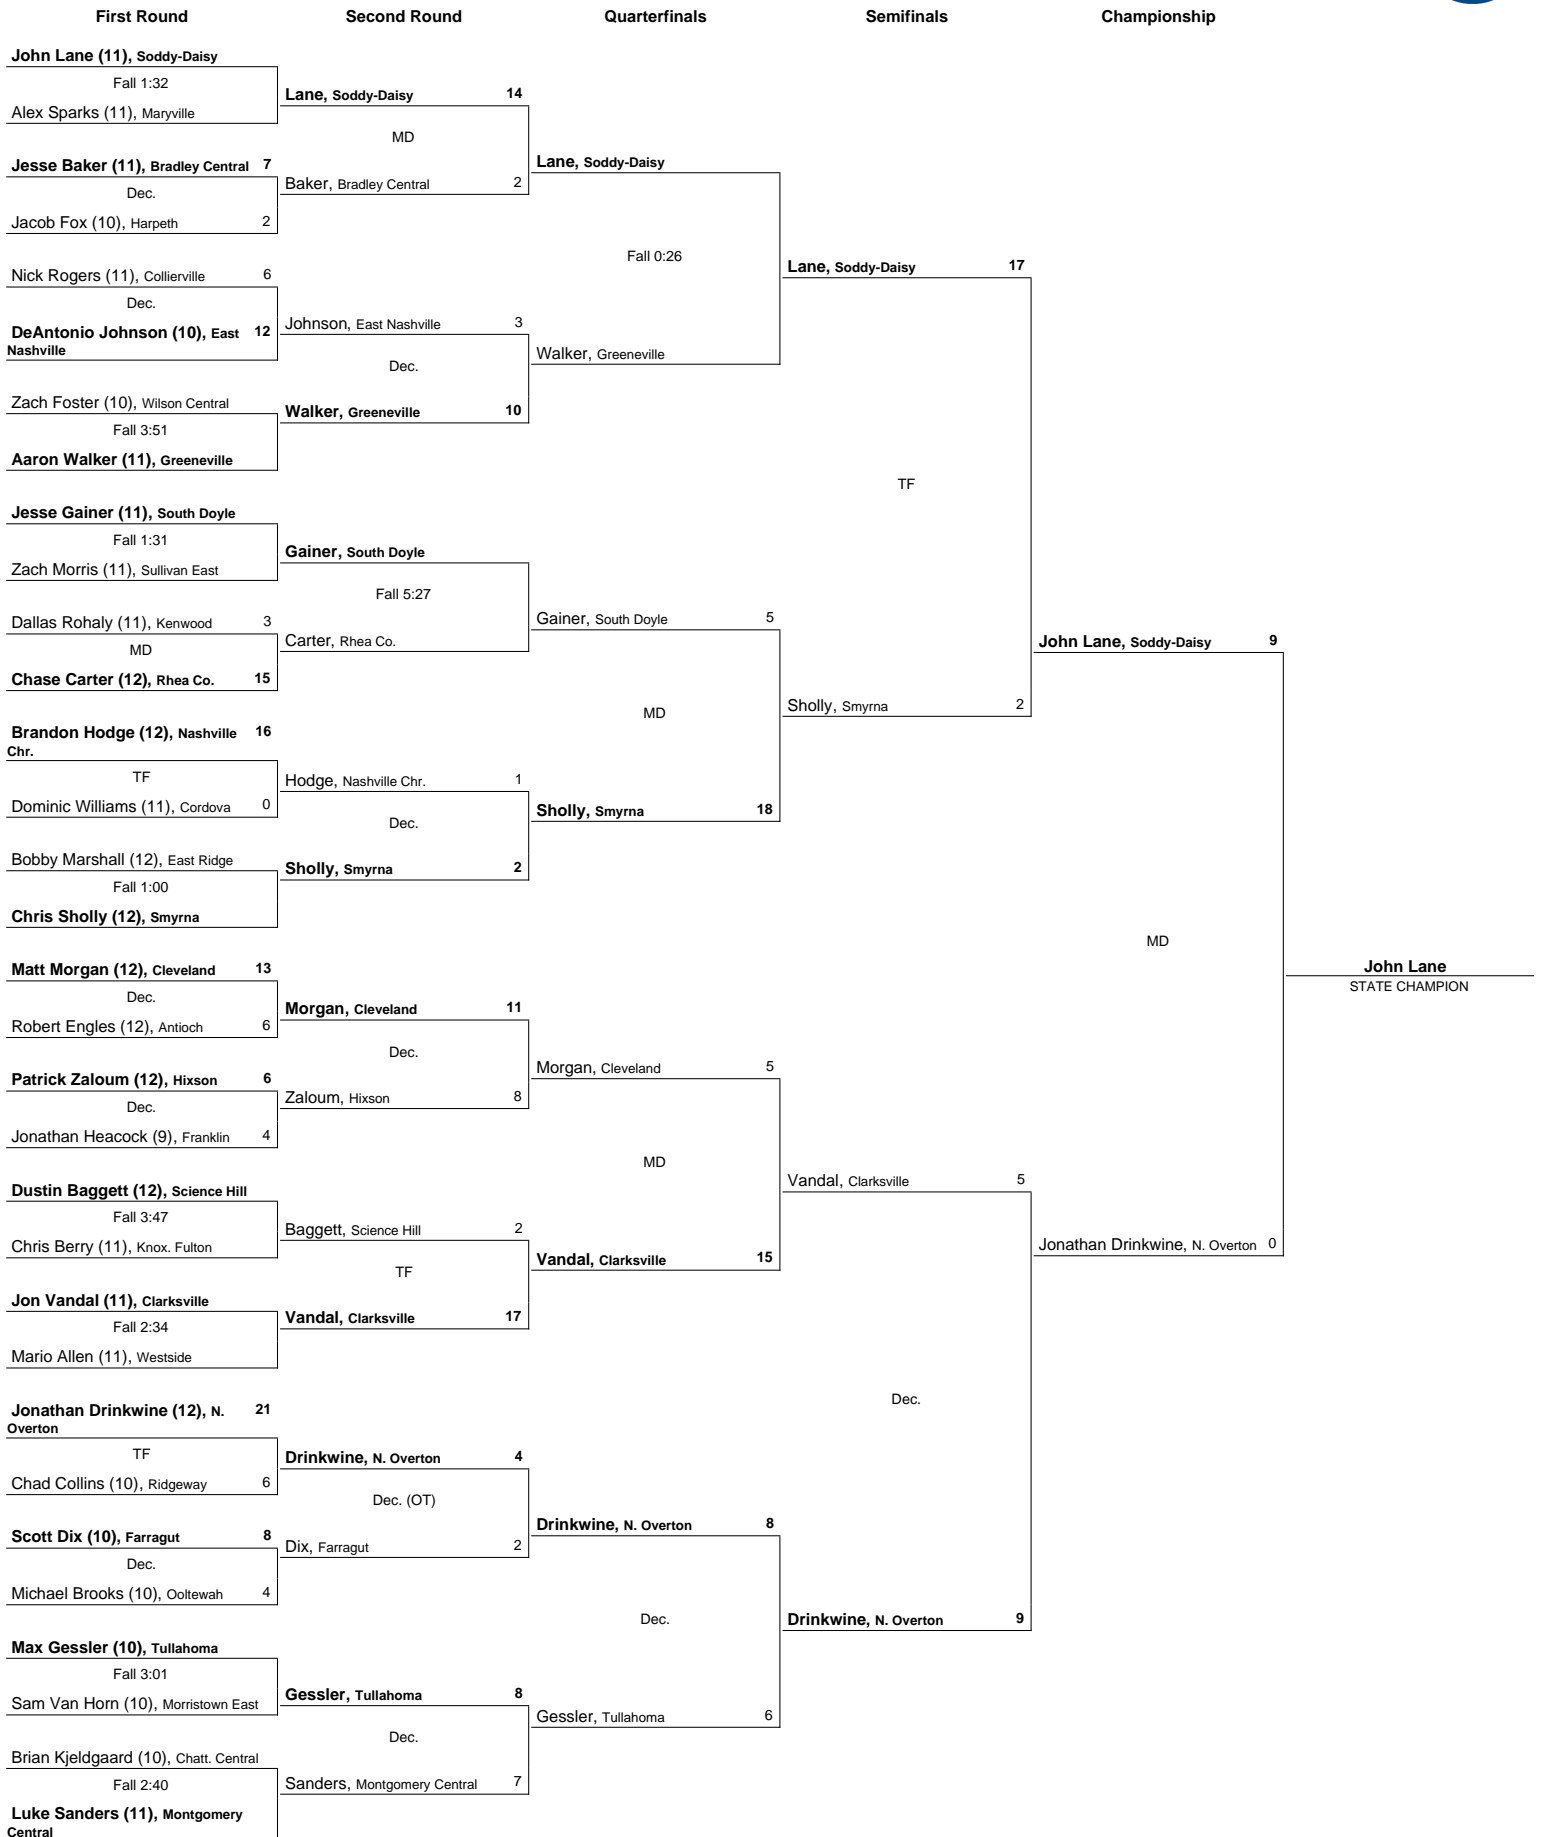 First Round
Second Round
Quarterfinals
Semifinals
Championship
John Lane (11), Soddy-Daisy
Fall 1:32
Alex Sparks (11), Maryville
Jesse Baker (11), Bradley Central 7
Dec.
Jacob Fox (10), Harpeth 2
Nick Rogers (11), Collierville 6
Dec.
DeAntonio Johnson (10), East 12
Nashville
Zach Foster (10), Wilson Central
Fall 3:51
Aaron Walker (11), Greeneville
Jesse Gainer (11), South Doyle
Fall 1:31
Zach Morris (11), Sullivan East
Dallas Rohaly (11), Kenwood 3
MD
Chase Carter (12), Rhea Co. 15
Brandon Hodge (12), Nashville 16
Chr.
TF
Dominic Williams (11), Cordova 0
Bobby Marshall (12), East Ridge
Fall 1:00
Chris Sholly (12), Smyrna
Matt Morgan (12), Cleveland 13
Dec.
Robert Engles (12), Antioch 6
Patrick Zaloum (12), Hixson 6
Dec.
Jonathan Heacock (9), Franklin 4
Dustin Baggett (12), Science Hill
Fall 3:47
Chris Berry (11), Knox. Fulton
Jon Vandal (11), Clarksville
Fall 2:34
Mario Allen (11), Westside
Jonathan Drinkwine (12), N. 21
Overton
TF
Chad Collins (10), Ridgeway 6
Scott Dix (10), Farragut 8
Dec.
Michael Brooks (10), Ooltewah 4
Max Gessler (10), Tullahoma
Fall 3:01
Sam Van Horn (10), Morristown East
Brian Kjeldgaard (10), Chatt. Central
Fall 2:40
Luke Sanders (11), Montgomery
Central
Lane, Soddy-Daisy 14
MD
Baker, Bradley Central 2
Johnson, East Nashville 3
Dec.
Walker, Greeneville 10
Gainer, South Doyle
Fall 5:27
Carter, Rhea Co.
Hodge, Nashville Chr. 1
Dec.
Sholly, Smyrna 2
Morgan, Cleveland 11
Dec.
Zaloum, Hixson 8
Baggett, Science Hill 2
TF
Vandal, Clarksville 17
Drinkwine, N. Overton 4
Dec. (OT)
Dix, Farragut 2
Gessler, Tullahoma 8
Dec.
Sanders, Montgomery Central 7
Lane, Soddy-Daisy
Fall 0:26
Walker, Greeneville
Gainer, South Doyle 5
MD
Sholly, Smyrna 18
Morgan, Cleveland 5
MD
Vandal, Clarksville 15
Drinkwine, N. Overton 8
Dec.
Gessler, Tullahoma 6
Lane, Soddy-Daisy 17
TF
Sholly, Smyrna 2
Vandal, Clarksville 5
Dec.
Drinkwine, N. Overton 9
John Lane, Soddy-Daisy 9
MD
Jonathan Drinkwine, N. Overton 0
John Lane
STATE CHAMPION